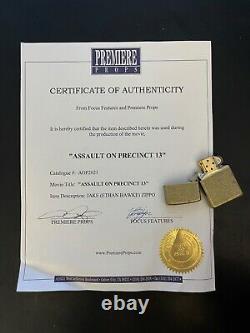 PREMIERE
PROPS
CERTIFICATE OF AUTHENTICITY
From Focus Features and Premiere Props
It is hereby certified that the item described herein was used during the
production of the movie,
"ASSAULT ON PRECINCT 13"
Catalogue #:
Movie Title: "ASSAULT ON PRECINCT 13"
Item Description: JAKE (ETHAN HAWKE) ZIPPO
PREMIERE PROPS
FOCUS FEATURES
www.PremiereProps.com